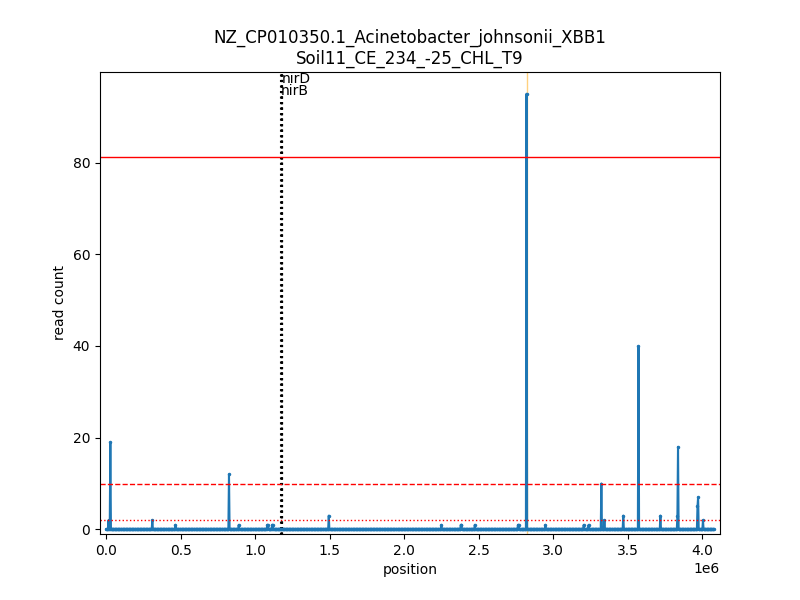 NZ_CP010350.1_Acinetobacter_johnsonii_XBB1
Soil11_CE_234_-25_CHL_T9
nirD
nirB
80
60
40
20
0
read count
0.0 0.5 1.0 1.5 2.0 2.5 3.0 3.5 4.0
1e6
position